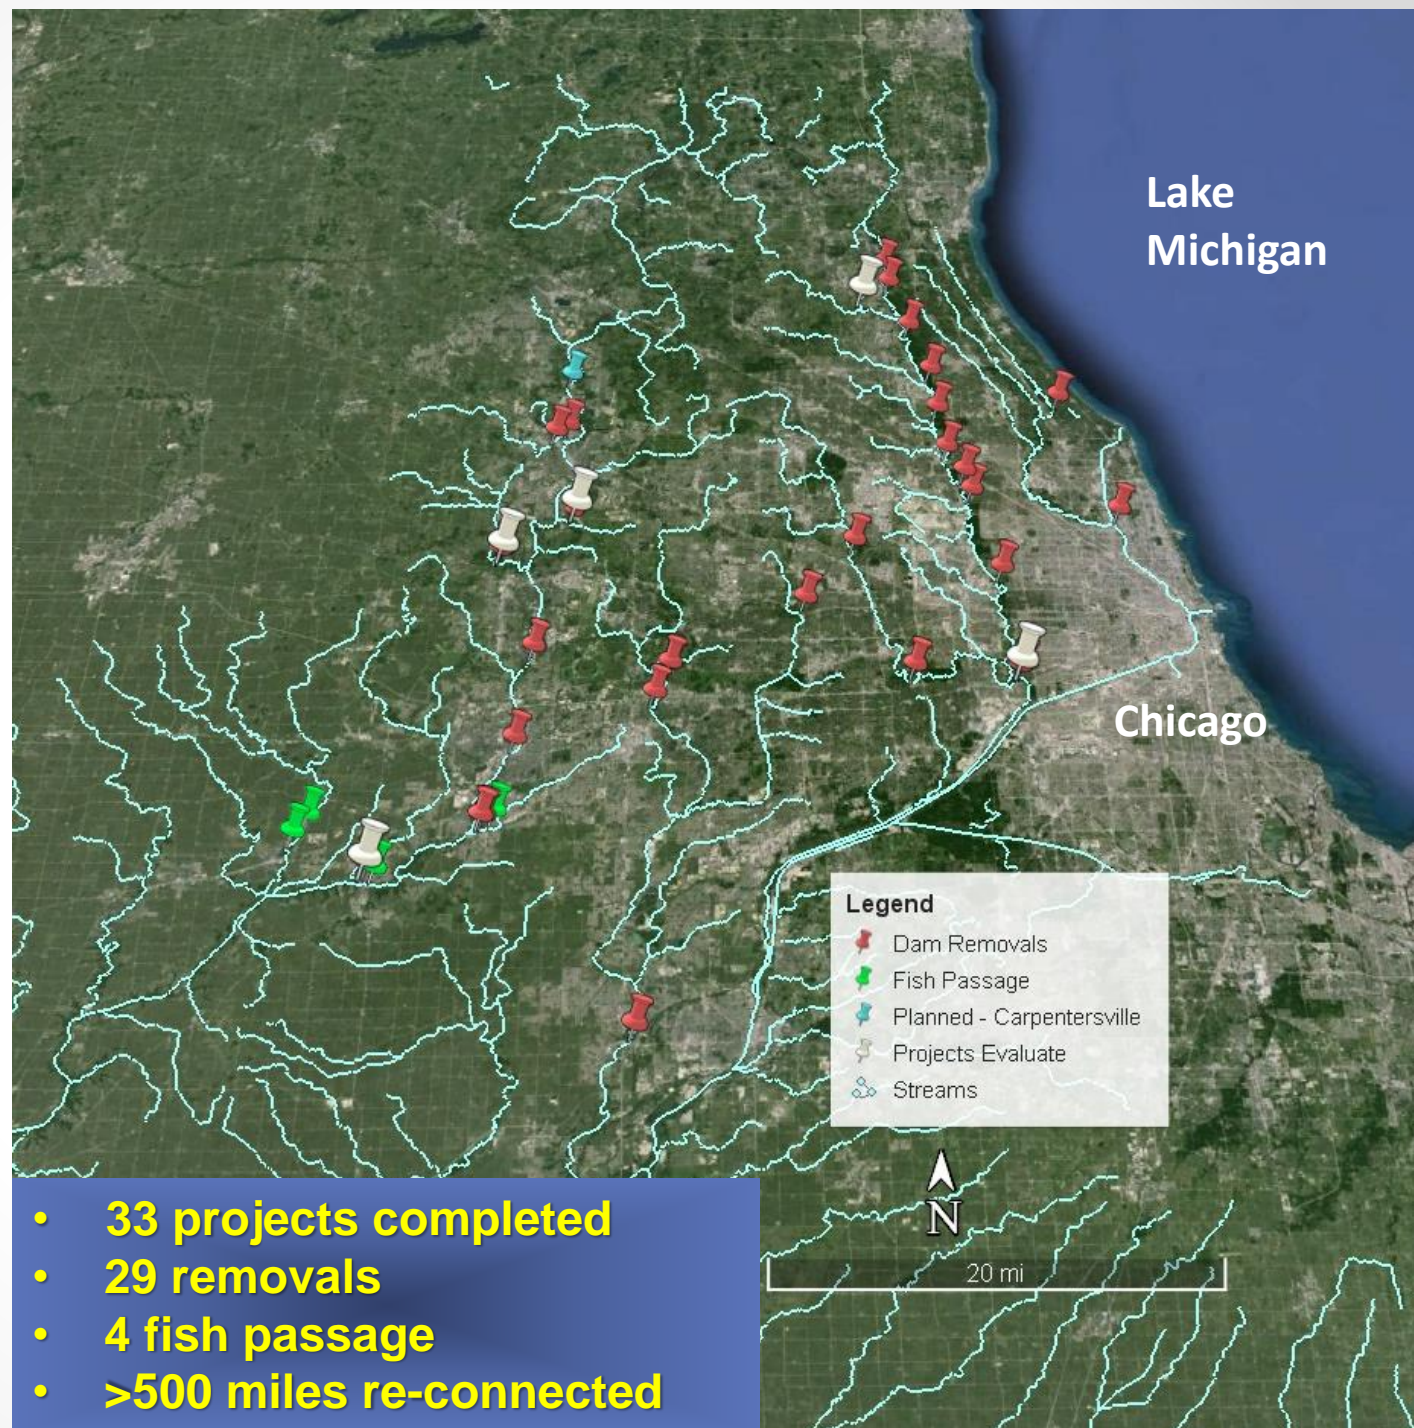 Lake
Michigan
Chicago
Legend
Dam Removals
Fish Passage
Planned - Carpentersville
Projects Evaluate
Streams
N
20 mi
• 33 projects completed
• 29 removals
• 4 fish passage
• >500 miles re-connected